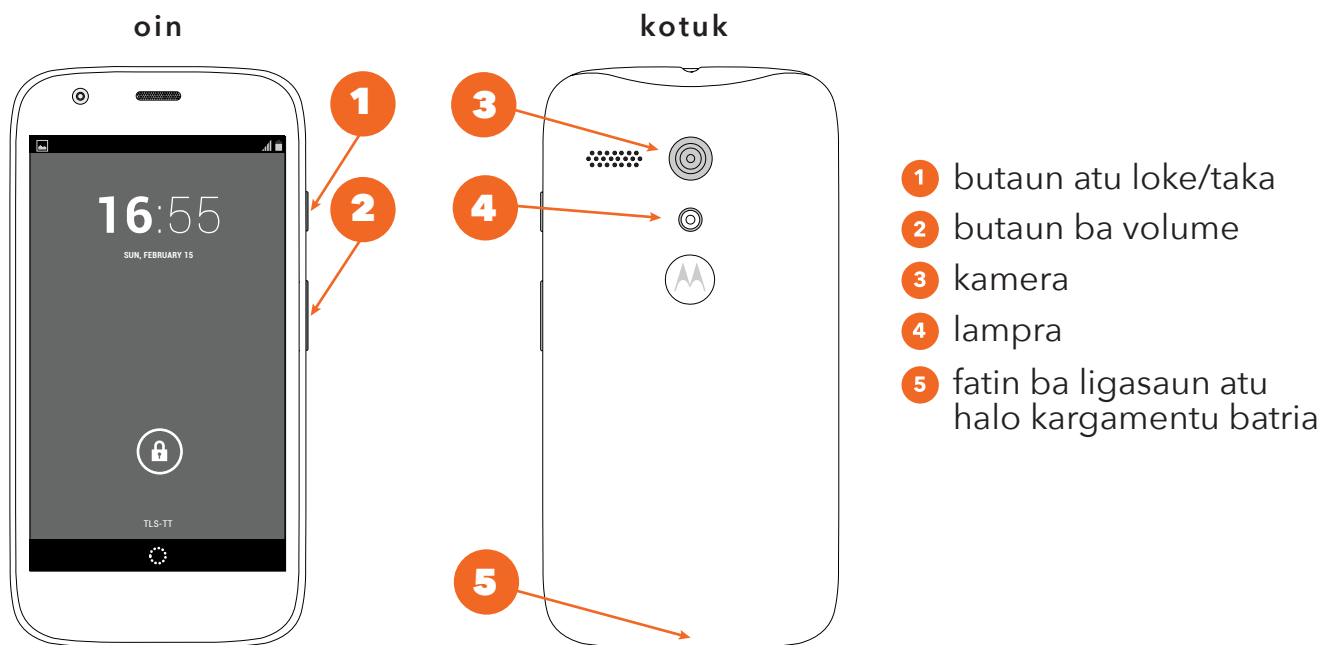 oin
kotuk
1
2
3
4
5
16:55
SUN, FEBRUARY 15
TLS-TT
1 butaun atu loke/taka
2 butaun ba volume
3 kamera
4 lampra
5 fatin ba ligasaun atu
halo kargamentu batria